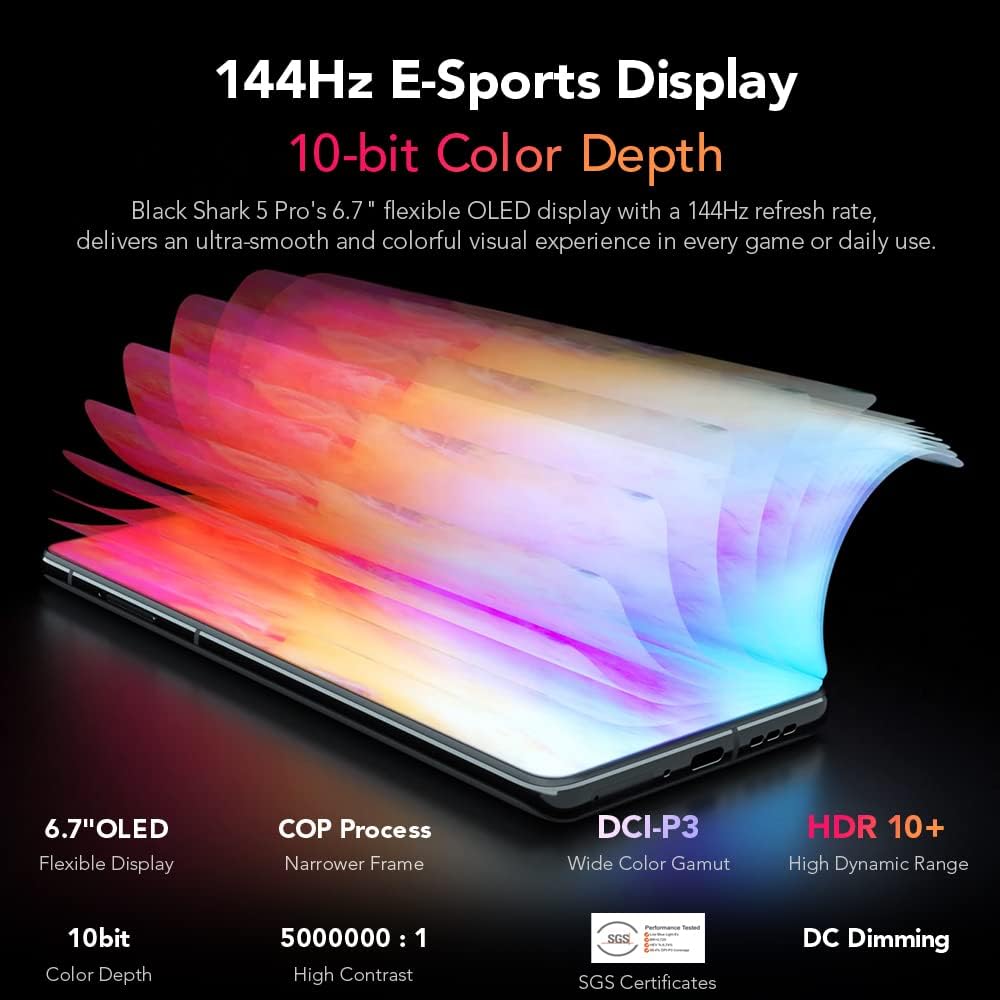 144Hz E-Sports Display
10-bit Color Depth
Black Shark 5 Pro's 6.7" flexible OLED display with a 144Hz refresh rate,
delivers an ultra-smooth and colorful visual experience in every game or daily use.
6.7"OLED
Flexible Display
COP Process
Narrower Frame
DCI-P3
Wide Color Gamut
HDR 10+
High Dynamic Range
10bit
Color Depth
5000000 : 1
High Contrast
SGS
Performance Tested
SGS Certificates
DC Dimming